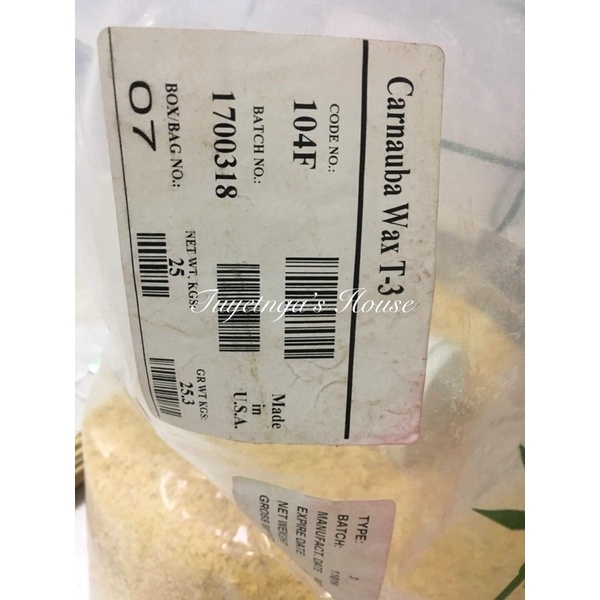 Carnauba Wax T-3
CODE NO.:
104F
BATCH NO.:
1700318
BOX/BAG NO.:
07
Made
in
U.S.A.
NET WT. KGS:
25
GR WT KGS:
25.3
Tuyetnga's House
TYPE:
BATCH:
MANUFACT. DATE
EXPIRE DATE
NET WEIGHT
GROSS